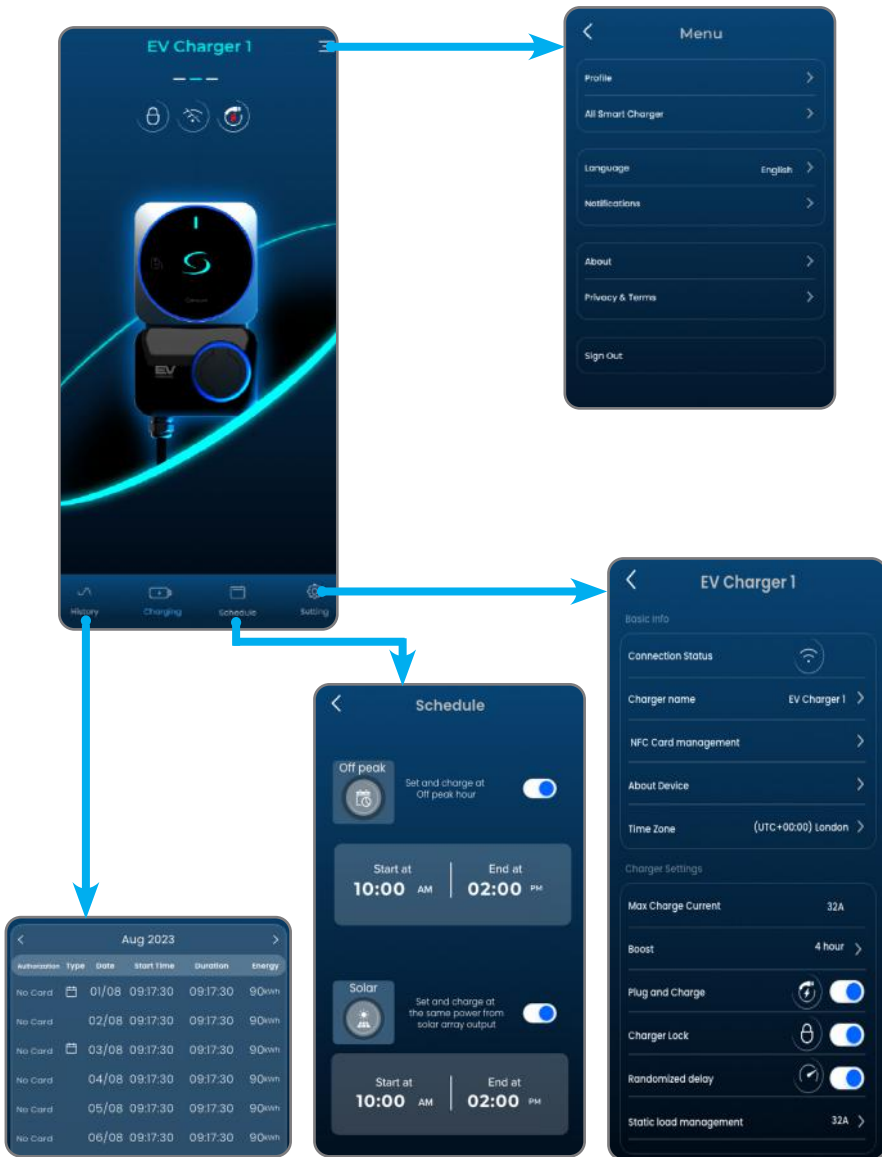 EV Charger 1
EV
History
Charging
Schedule
Setting
Menu
Profile
All Smart Charger
Language English
Notifications
About
Privacy & Terms
Sign Out
EV Charger 1
Basic Info
Connection Status
Charger name EV Charger 1
NFC Card management
About Device
Time Zone (UTC+00:00) London
Charger Settings
Max Charge Current 32A
Boost 4 hour
Plug and Charge
Charger Lock
Randomized delay
Static load management 32A
Schedule
Off peak
Set and charge at
Off peak hour
Start at End at
10:00 AM 02:00 PM
Solar
Set and charge at
the same power from
solar array output
Start at End at
10:00 AM 02:00 PM
Aug 2023
Authorization Type Date Start Time Duration Energy
No Card 01/08 09:17:30 09:17:30 90kWh
No Card 02/08 09:17:30 09:17:30 90kWh
No Card 03/08 09:17:30 09:17:30 90kWh
No Card 04/08 09:17:30 09:17:30 90kWh
No Card 05/08 09:17:30 09:17:30 90kWh
No Card 06/08 09:17:30 09:17:30 90kWh